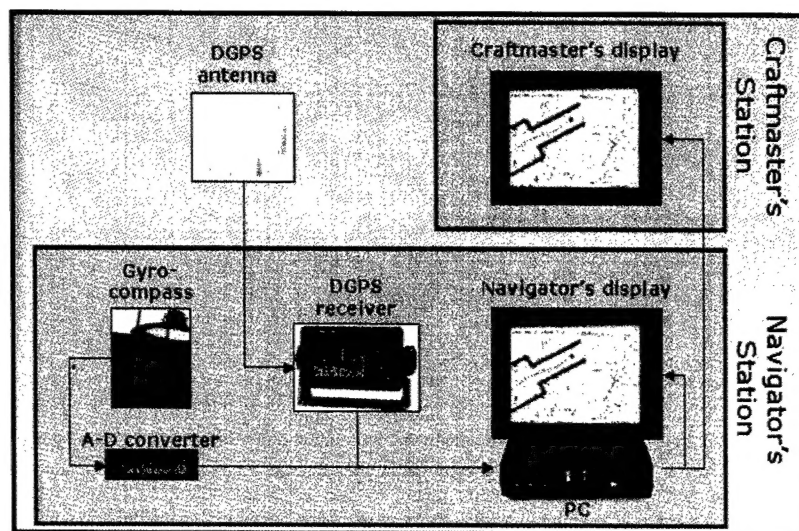 DGPS
antenna
Craftmaster's display
Craftmaster's
Station
Gyro-
compass
DGPS
receiver
Navigator's display
Navigator's
Station
A-D converter
PC